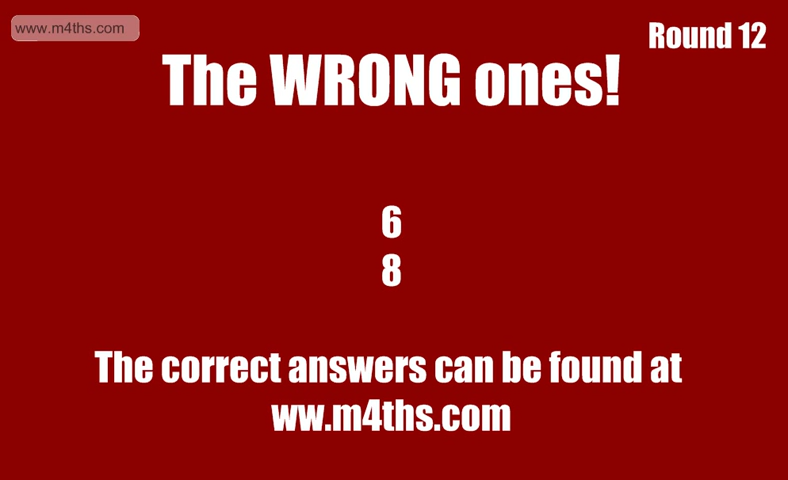 www.m4ths.com
Round 12
The WRONG ones!
6
8
The correct answers can be found at
ww.m4ths.com